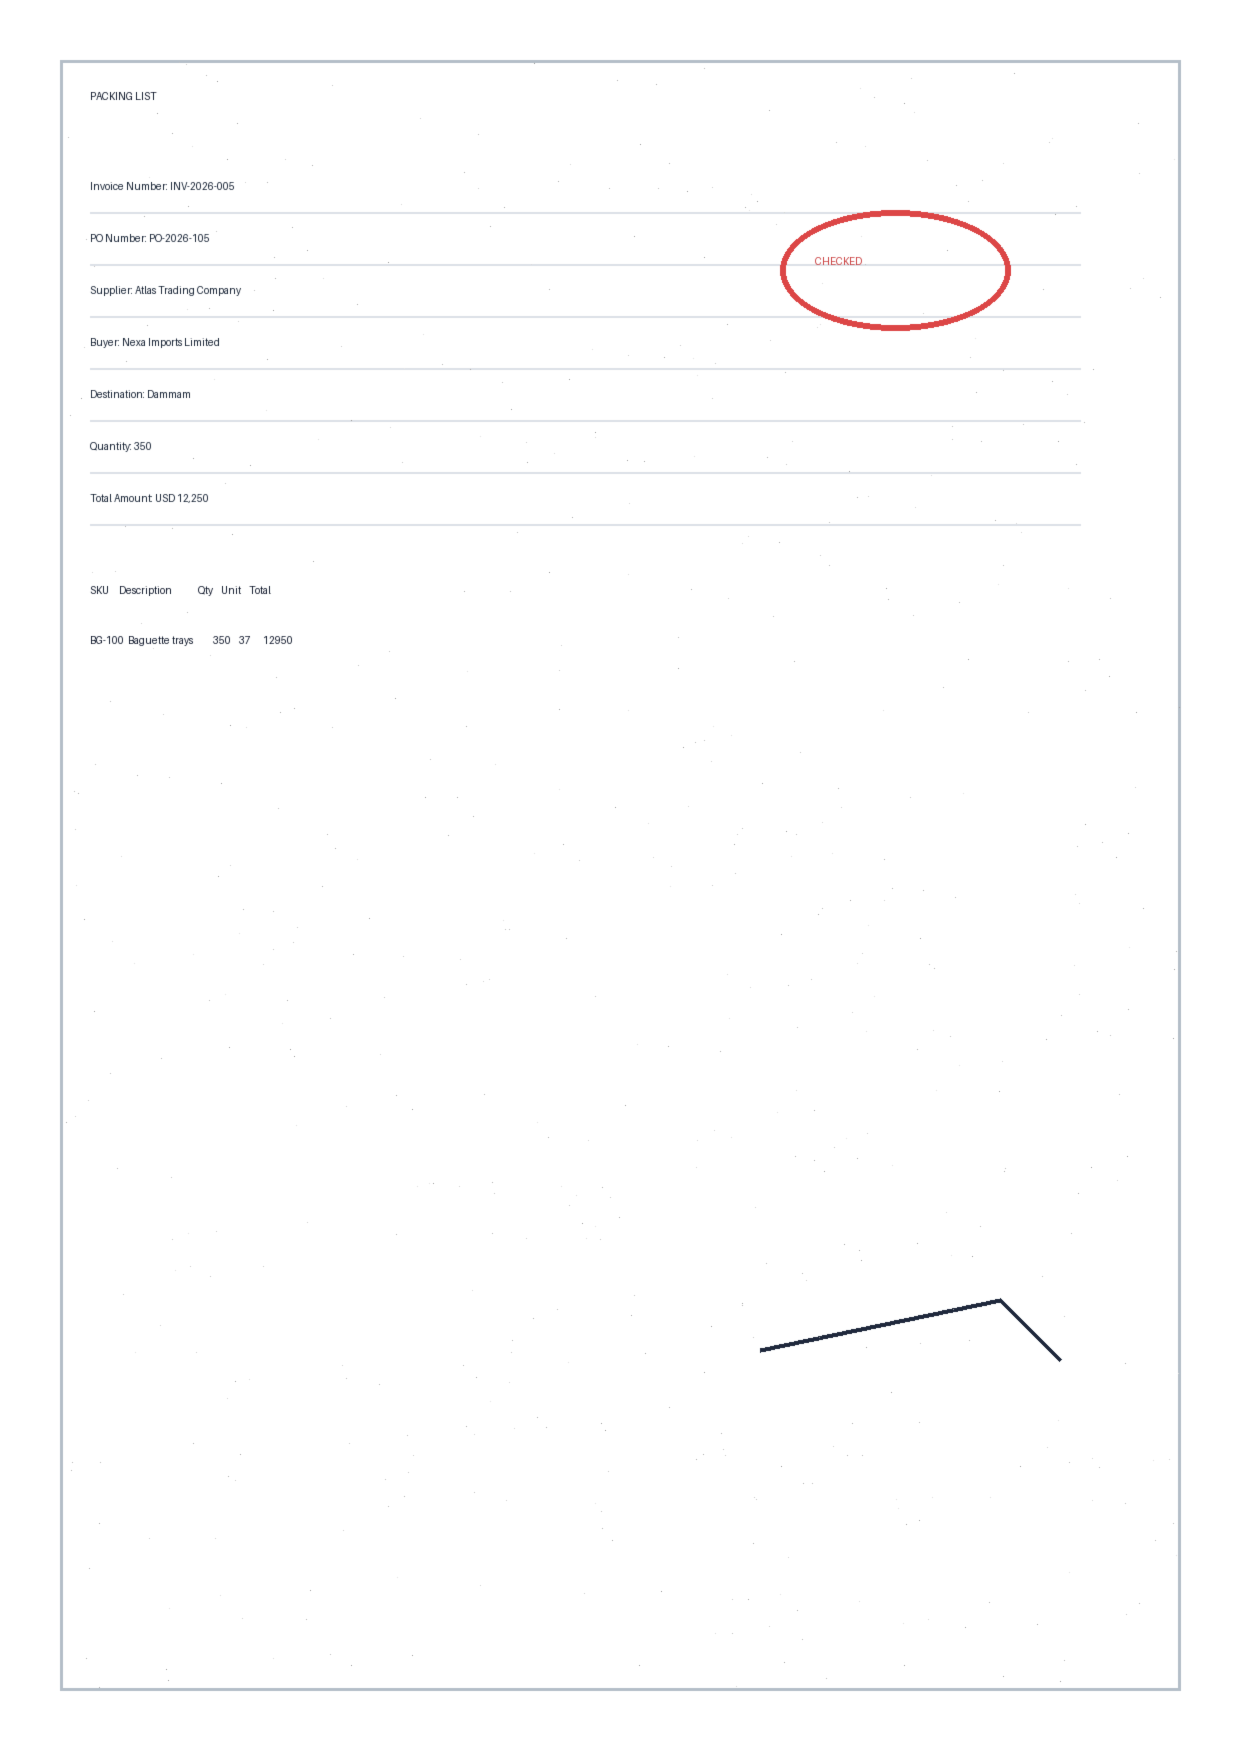 PACKING LIST
Invoice Number: INV-2026-005
PO Number: PO-2026-105
CHECKED
Supplier: Atlas Trading Company
Buyer: Nexa Imports Limited
Destination: Dammam
Quantity: 350
Total Amount: USD 12,250
SKU Description Qty Unit Total
BG-100 Baguette trays 350 37 12950